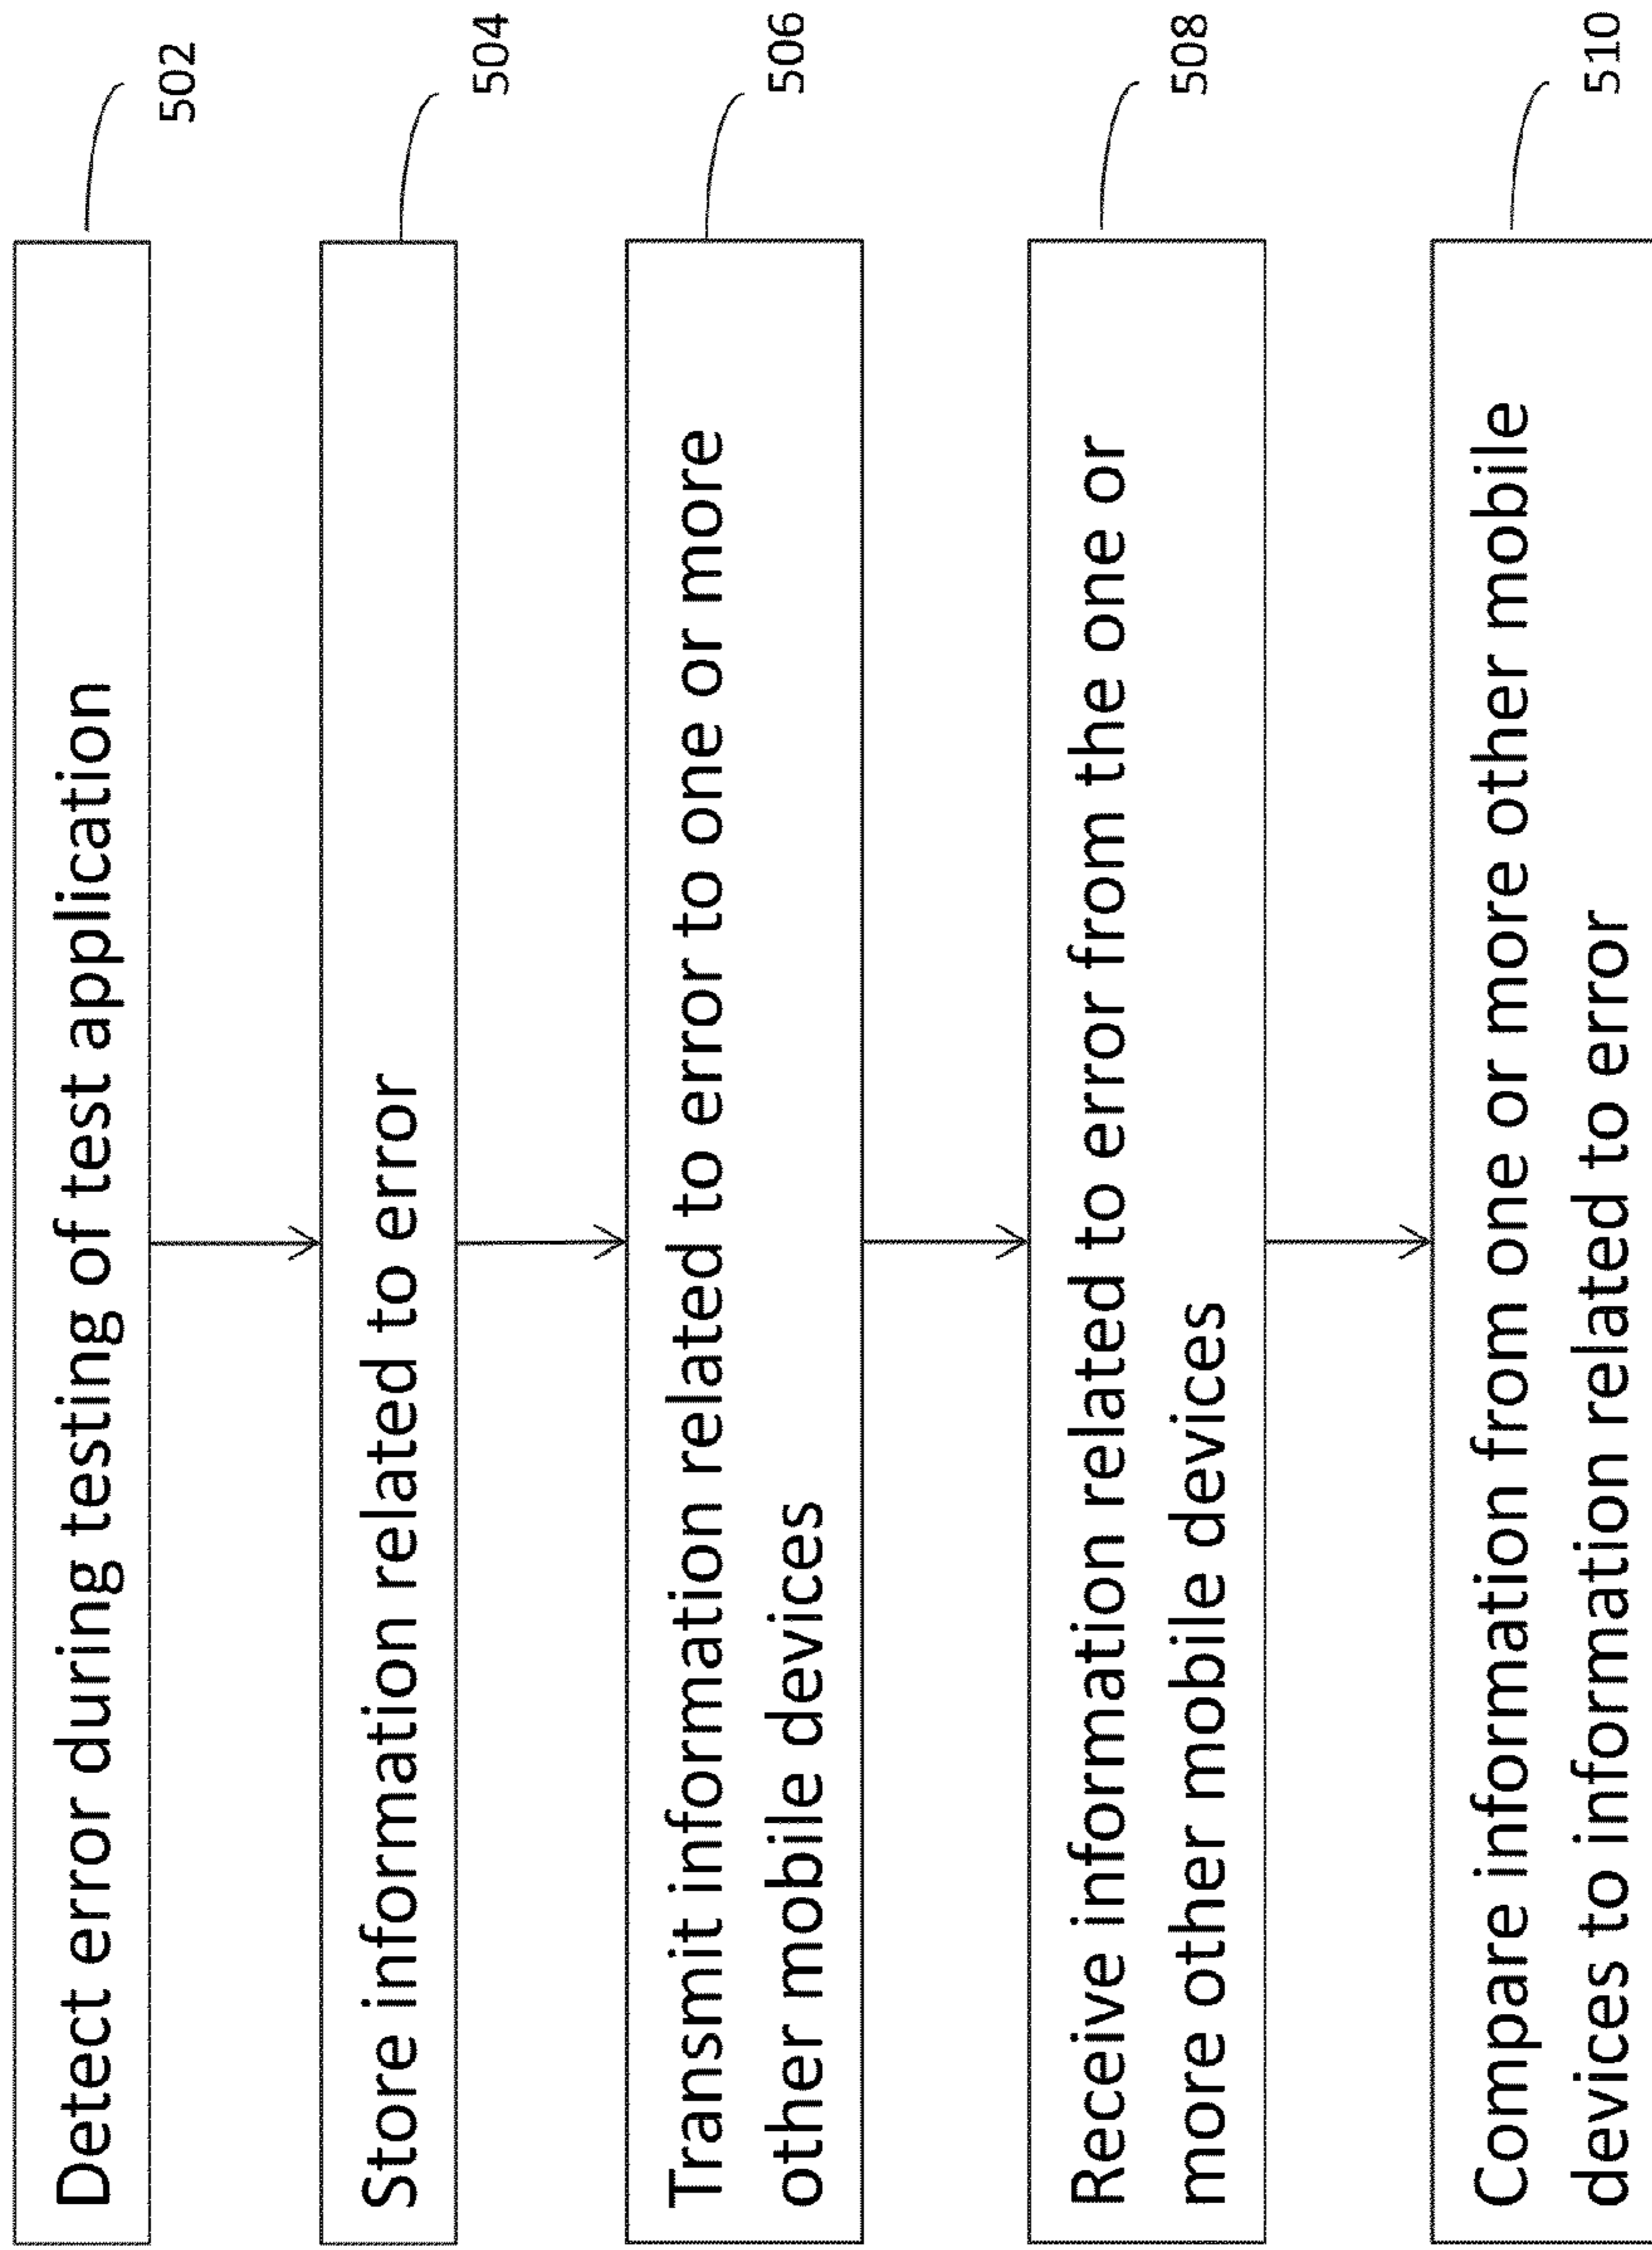 Detect error during testing of test application
502
Store information related to error
504
Transmit information related to error to one or more
other mobile devices
506
Receive information related to error from the one or
more other mobile devices
508
Compare information from one or more other mobile
devices to information related to error
510